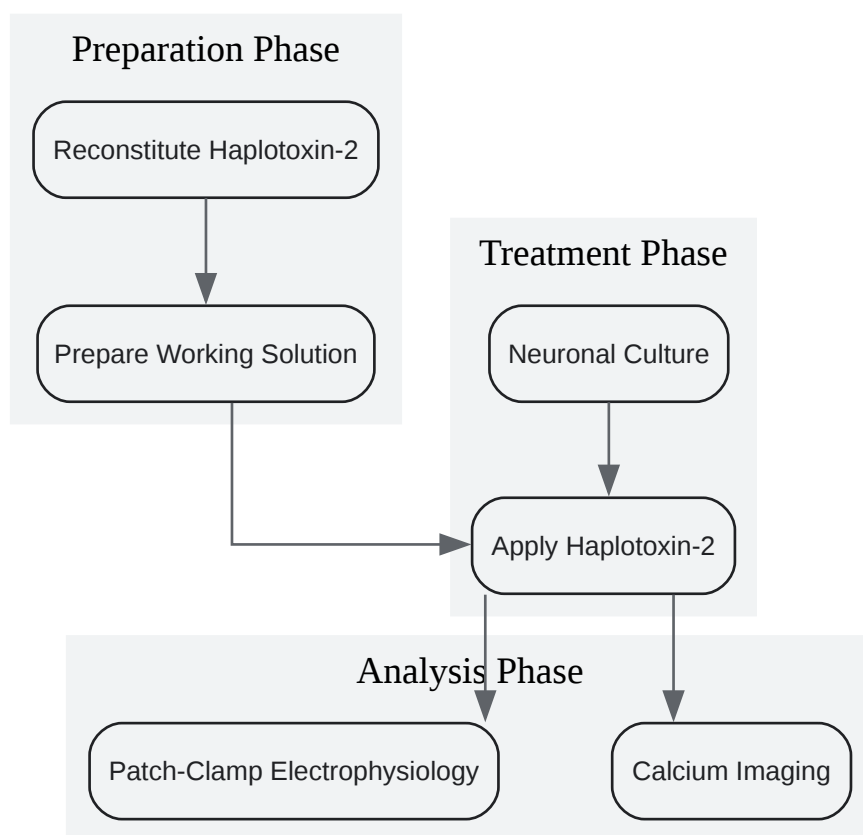 Preparation Phase
Reconstitute Haplotoxin-2
Prepare Working Solution
Treatment Phase
Neuronal Culture
Apply Haplotoxin-2
Analysis Phase
Patch-Clamp Electrophysiology
Calcium Imaging